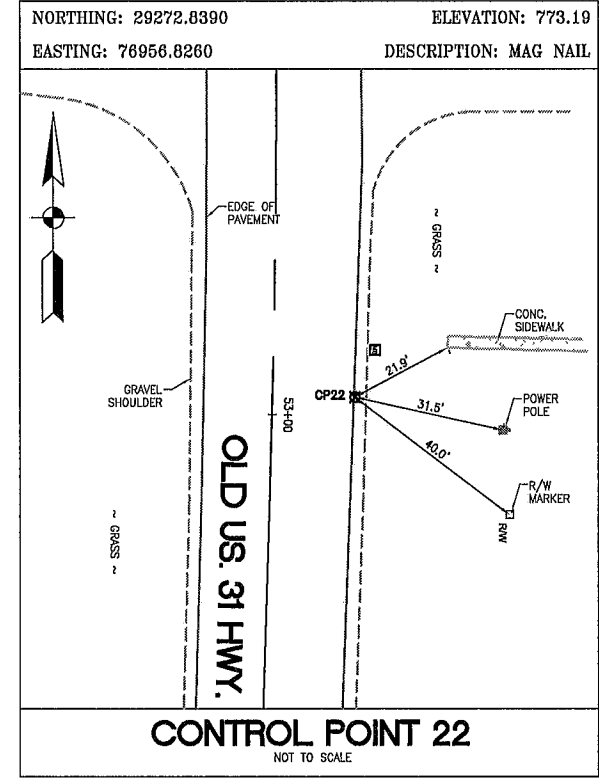 NORTHING: 29272.8390
ELEVATION: 773.19
EASTING: 76956.8260
DESCRIPTION: MAG NAIL
EDGE OF
PAVEMENT
~ GRASS ~
CONC.
SIDEWALK
21.9'
CP22
31.5'
POWER
POLE
GRAVEL
SHOULDER
53+00
40.0'
R/W
MARKER
R/W
OLD US. 31 HWY.
~ GRASS ~
CONTROL POINT 22
NOT TO SCALE